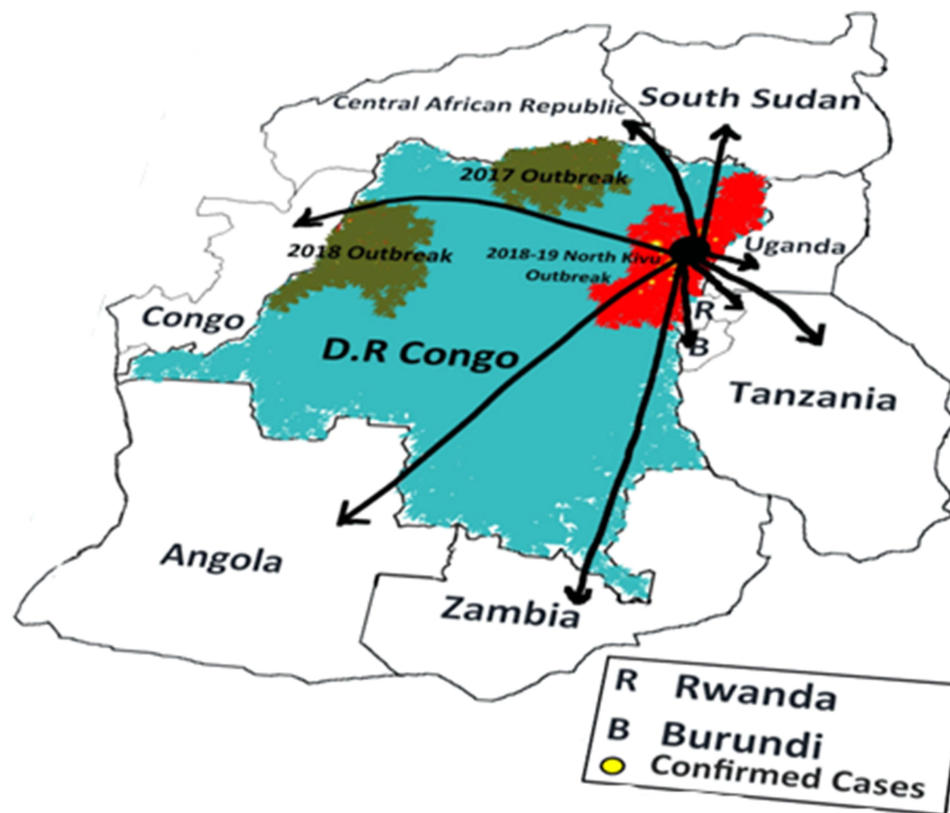 South Sudan
Central African Republic
2017 Outbreak
Uganda
2018 Outbreak
2018-19 North Kivu
Outbreak
R
Congo
B
D.R Congo
Tanzania
Angola
Zambia
R Rwanda
B Burundi
Confirmed Cases